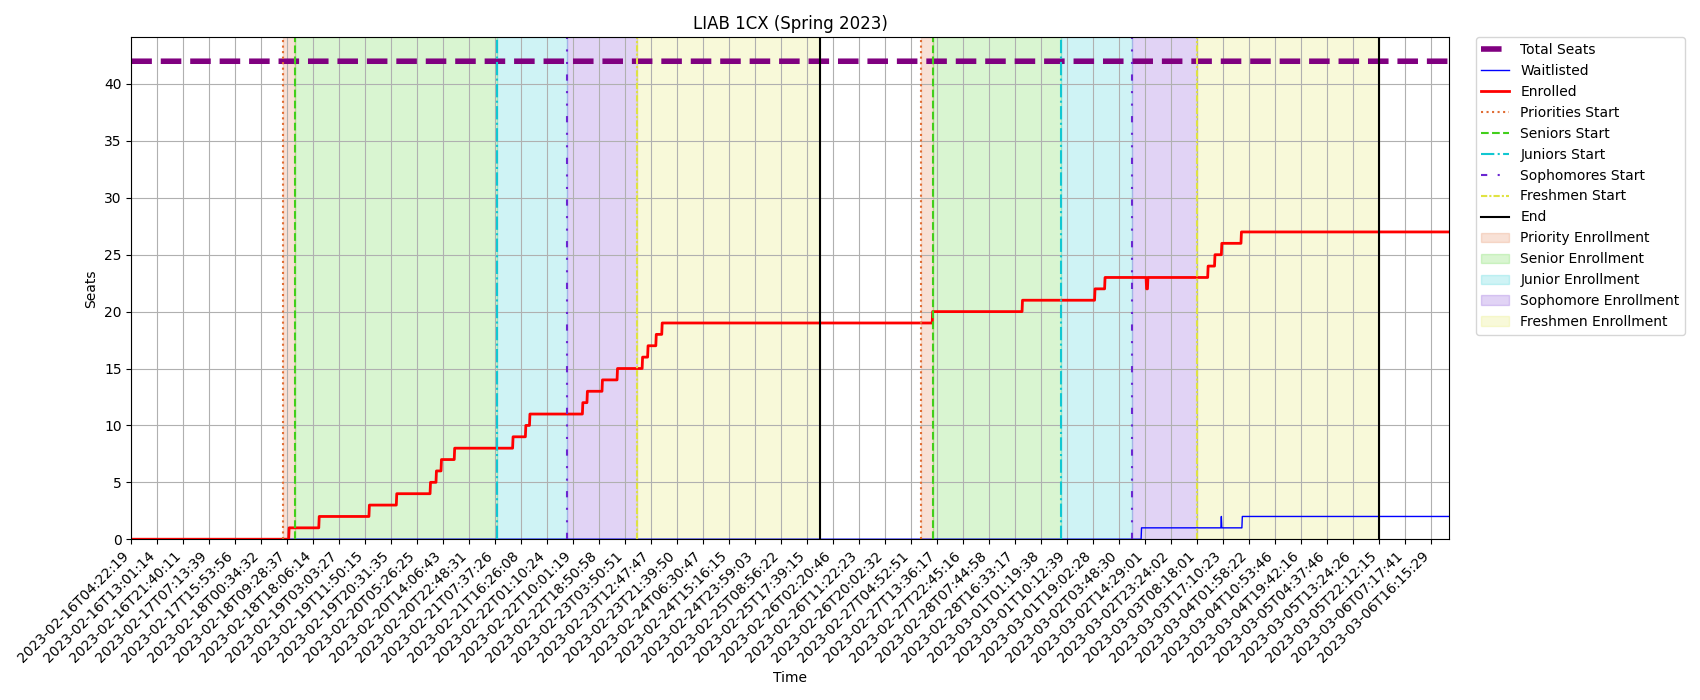 LIAB 1CX (Spring 2023)
Seats
40
35
30
25
20
15
10
5
0
2023-02-16T04:22:19
2023-02-16T13:01:14
2023-02-16T21:40:11
2023-02-17T07:13:39
2023-02-17T15:53:56
2023-02-18T00:34:32
2023-02-18T09:28:37
2023-02-18T18:06:14
2023-02-19T03:03:27
2023-02-19T11:50:15
2023-02-19T20:31:35
2023-02-20T05:26:25
2023-02-20T14:06:43
2023-02-20T22:48:31
2023-02-21T07:37:26
2023-02-21T16:26:08
2023-02-22T01:10:24
2023-02-22T10:01:19
2023-02-22T18:50:58
2023-02-23T03:50:51
2023-02-23T12:47:47
2023-02-23T21:39:50
2023-02-24T06:30:47
2023-02-24T15:16:15
2023-02-24T23:59:03
2023-02-25T08:56:22
2023-02-25T17:39:15
2023-02-26T02:20:46
2023-02-26T11:22:23
2023-02-26T20:02:32
2023-02-27T04:52:51
2023-02-27T13:36:17
2023-02-27T22:45:16
2023-02-28T07:44:58
2023-02-28T16:33:17
2023-03-01T01:19:38
2023-03-01T10:12:39
2023-03-01T19:02:28
2023-03-02T03:48:30
2023-03-02T14:29:01
2023-03-02T23:24:02
2023-03-03T08:18:01
2023-03-03T17:10:23
2023-03-04T01:58:22
2023-03-04T10:53:46
2023-03-04T19:42:16
2023-03-05T04:37:46
2023-03-05T13:24:26
2023-03-05T22:12:15
2023-03-06T07:17:41
2023-03-06T16:15:29
Time
Total Seats
Waitlisted
Enrolled
Priorities Start
Seniors Start
Juniors Start
Sophomores Start
Freshmen Start
End
Priority Enrollment
Senior Enrollment
Junior Enrollment
Sophomore Enrollment
Freshmen Enrollment